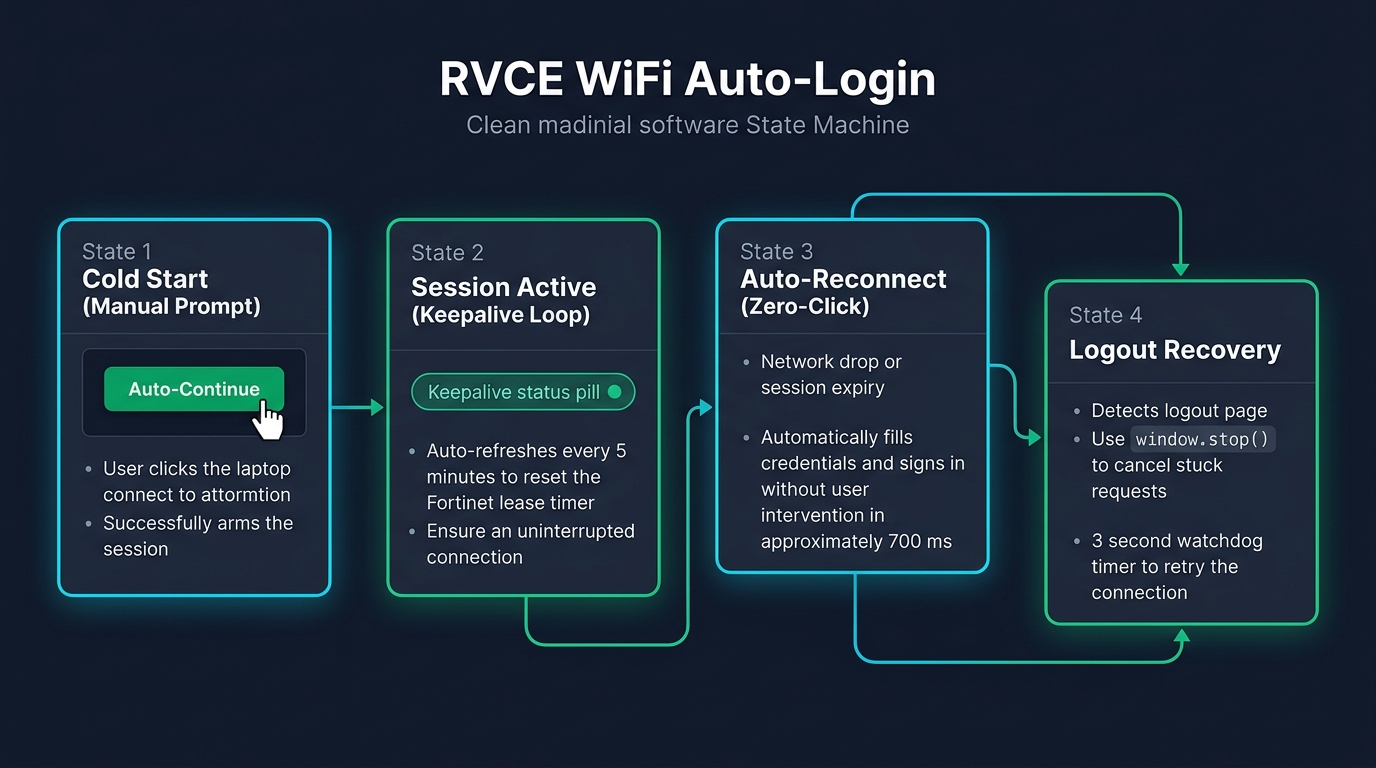 RVCE WiFi Auto-Login
Clean madinial software State Machine
State 1
Cold Start
(Manual Prompt)
Auto-Continue
• User clicks the laptop
connect to attormtion
• Successfully arms the
session
State 2
Session Active
(Keepalive Loop)
Keepalive status pill
• Auto-refreshes every 5
minutes to reset the
Fortinet lease timer
• Ensure an uninterrupted
connection
State 3
Auto-Reconnect
(Zero-Click)
• Network drop or
session expiry
• Automatically fills
credentials and signs in
without user
intervention in
approximately 700 ms
State 4
Logout Recovery
• Detects logout page
• Use window.stop()
to cancel stuck
requests
• 3 second watchdog
timer to retry the
connection